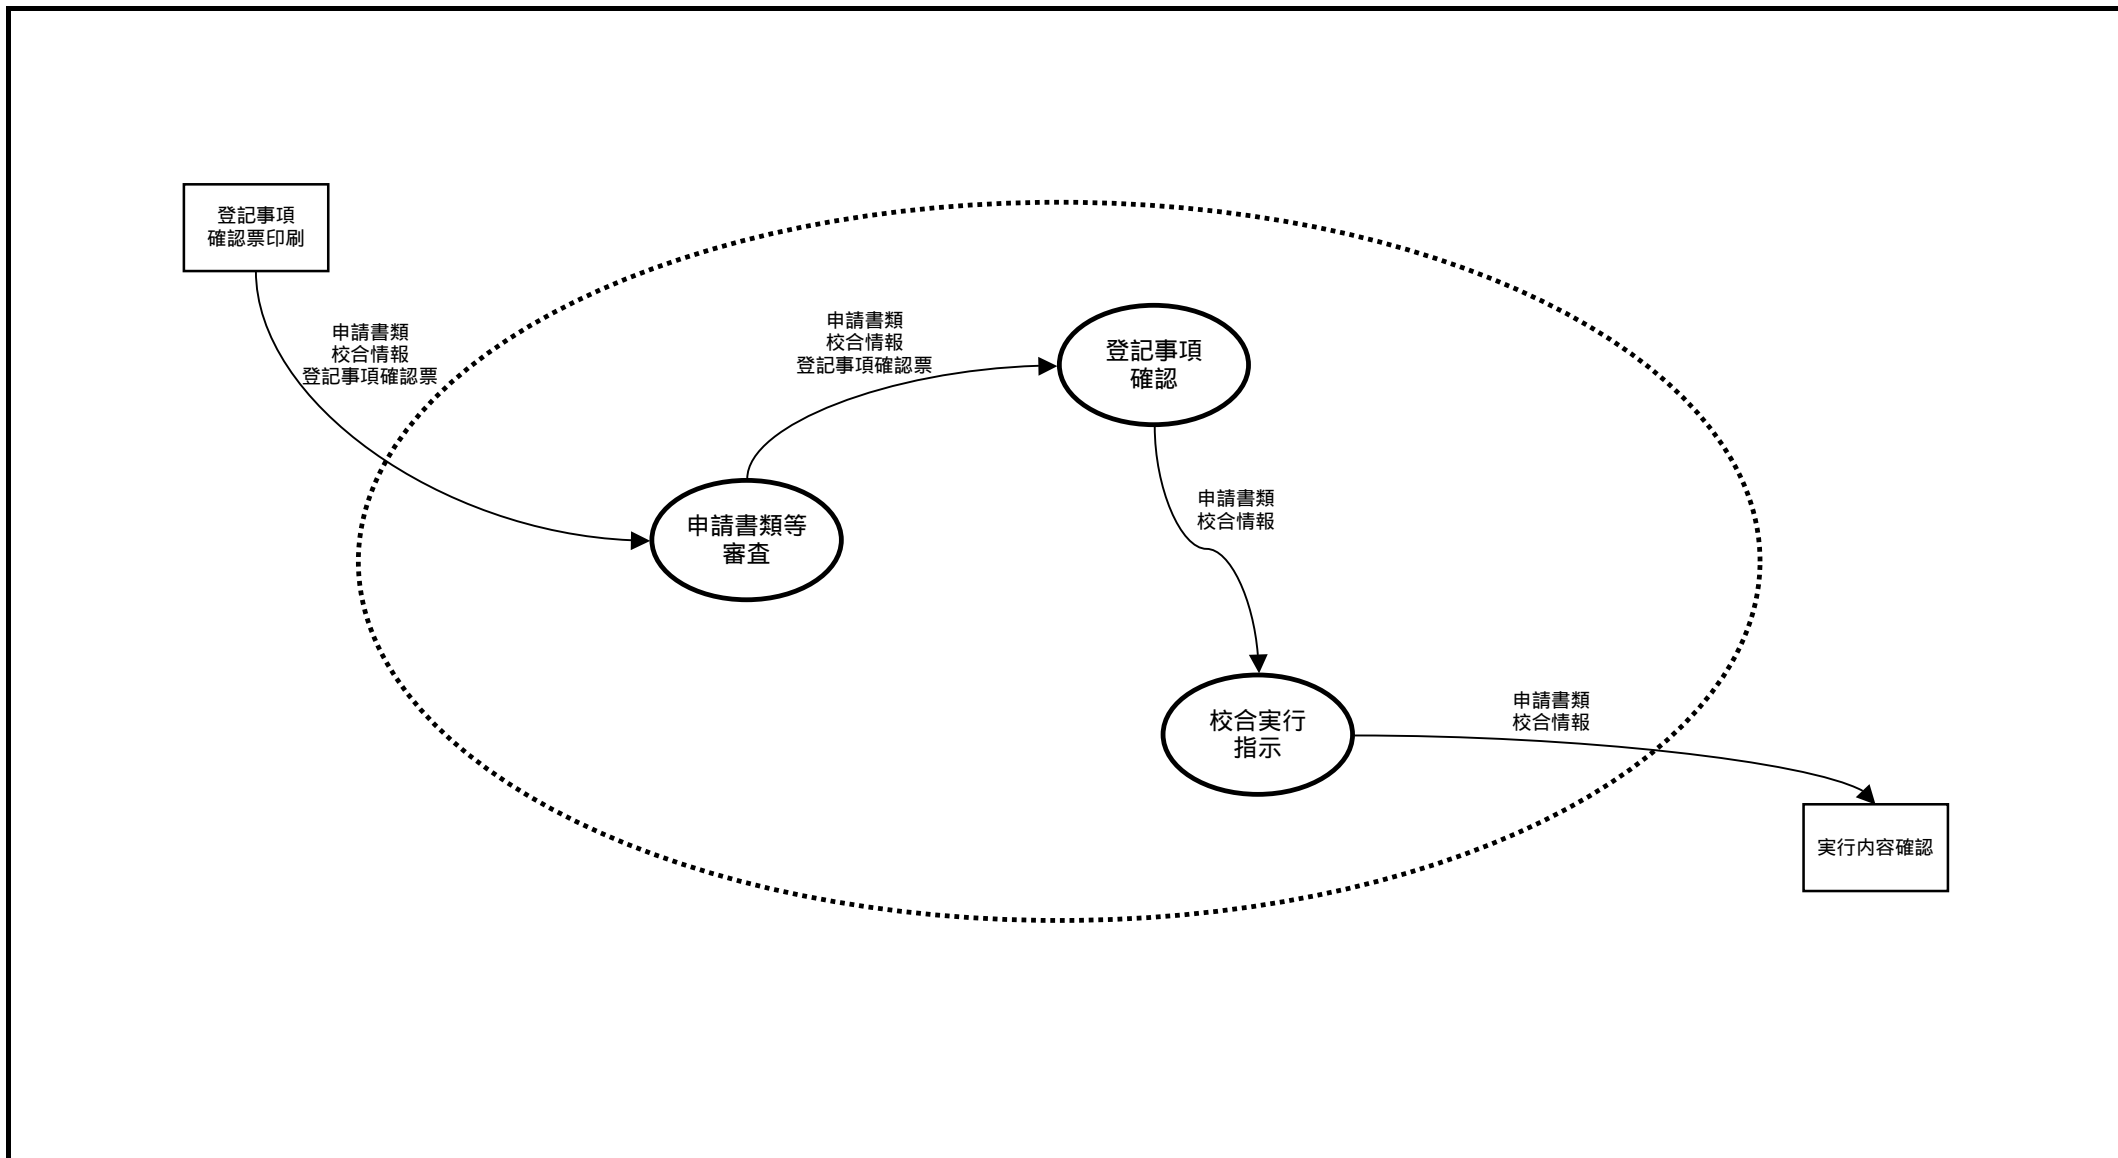 登記事項
確認票印刷
申請書類
校合情報
登記事項確認票
申請書類
校合情報
登記事項確認票
登記事項
確認
申請書類等
審査
申請書類
校合情報
校合実行
指示
申請書類
校合情報
実行内容確認